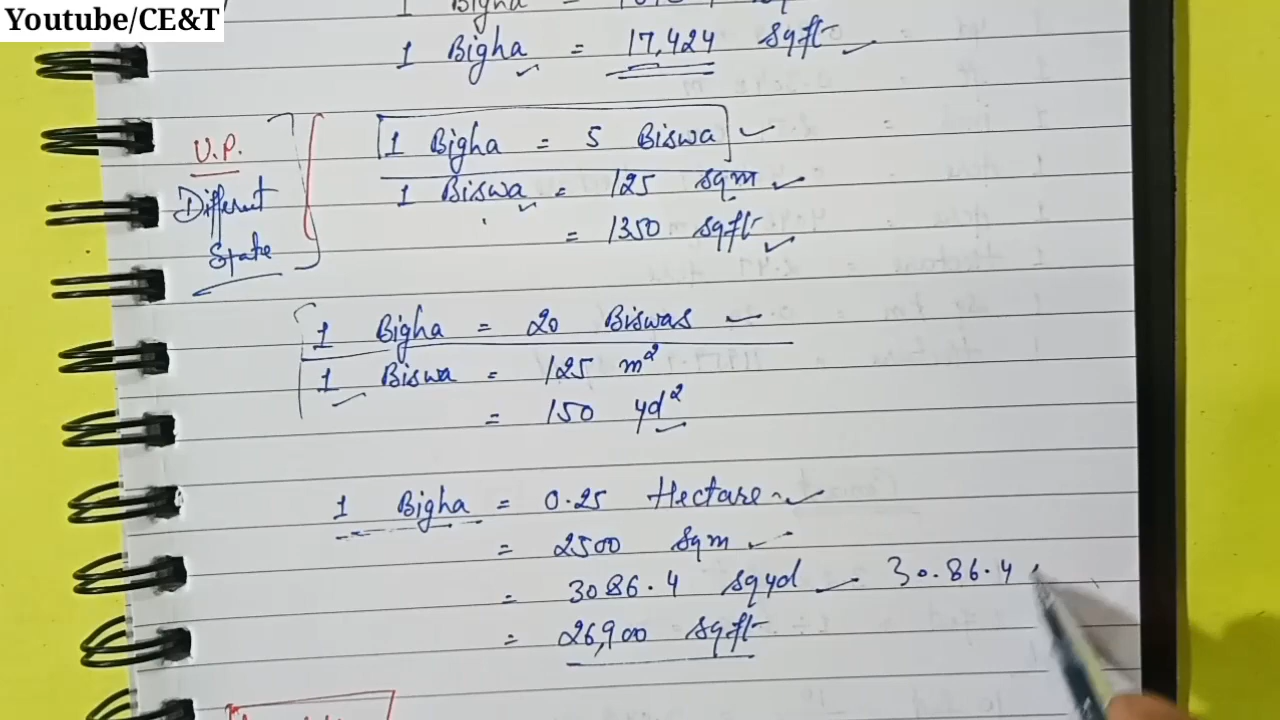 Youtube/CE&T
1 Bigha =
1 Bigha = 17,424 sqft
U.P.
Different
State
1 Bigha = 5 Biswa
1 Biswa = 125 sqm
= 1350 sqft
1 Bigha = 20 Biswas
1 Biswa = 125 m²
= 150 yd²
1 Bigha = 0.25 Hectare
= 2500 sqm
= 3086.4 sqyd 30.86.4
= 26,900 sqft